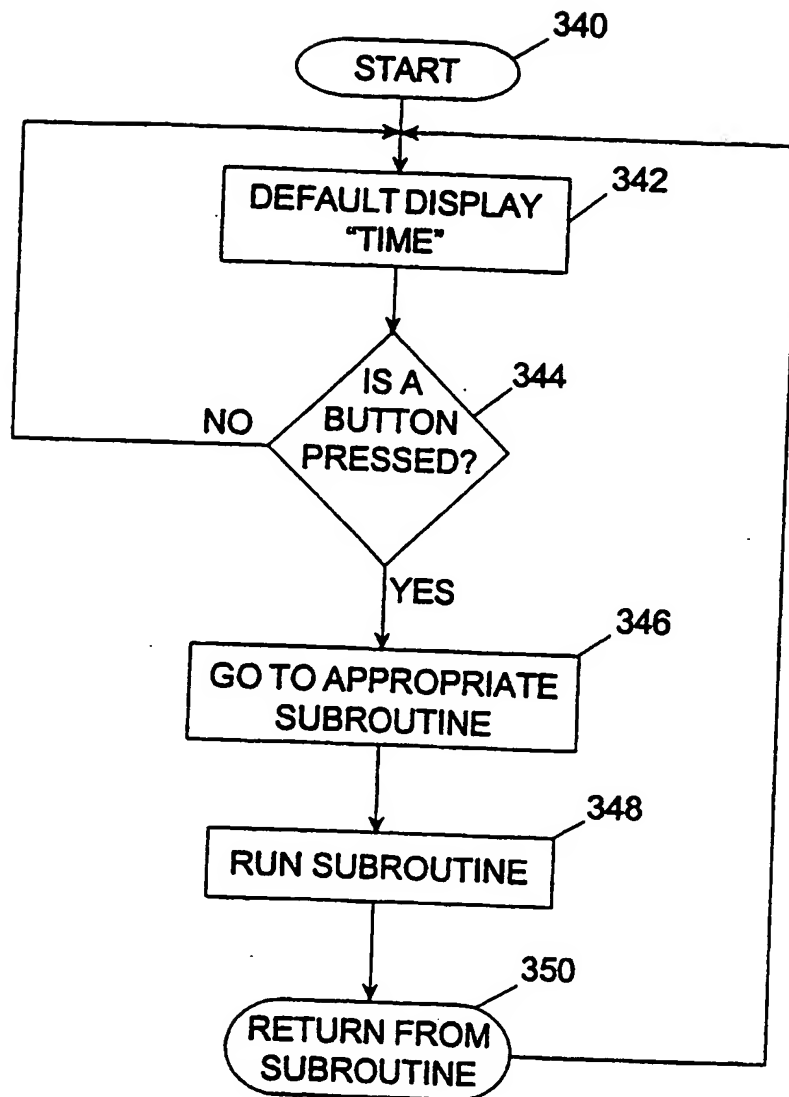 340
START
342
DEFAULT DISPLAY
“TIME”
344
IS A
BUTTON
PRESSED?
NO
YES
346
GO TO APPROPRIATE
SUBROUTINE
348
RUN SUBROUTINE
350
RETURN FROM
SUBROUTINE